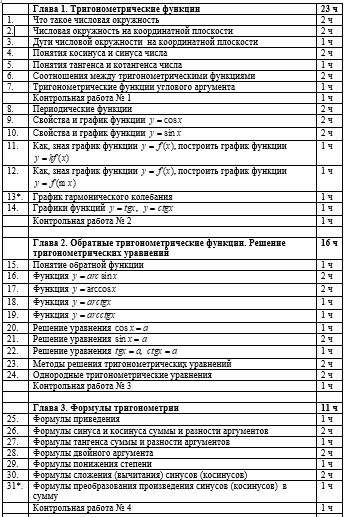 Глава 1. Тригонометрические функции 23 ч
1. Что такое числовая окружность 2 ч
2. Числовая окружность на координатной плоскости 2 ч
3. Дуги числовой окружности на координатной плоскости 1 ч
4. Понятия косинуса и синуса числа 2 ч
5. Понятия тангенса и котангенса числа 1 ч
6. Соотношения между тригонометрическими функциями 2 ч
7. Тригонометрические функции углового аргумента 1 ч
Контрольная работа № 1 1 ч
8. Периодические функции 2 ч
9. Свойства и график функции y = cosx 2 ч
10. Свойства и график функции y = sin x 2 ч
11. Как, зная график функции y = f(x), построить график функции 1 ч
y = kf(x)
12. Как, зная график функции y = f(x), построить график функции 1 ч
y = f(m x)
13*. График гармонического колебания 1 ч
14. Графики функций y = tgx, y = ctgx 1 ч
Контрольная работа № 2 1 ч
Глава 2. Обратные тригонометрические функции. Решение 16 ч
тригонометрических уравнений
15. Понятие обратной функции 1 ч
16. Функция y = arc sin x 2 ч
17. Функция y = arccosx 2 ч
18. Функция y = arctgx 1 ч
19. Функция y = arcctgx 1 ч
20. Решение уравнения cos x = a 1 ч
21. Решение уравнения sin x = a 2 ч
22. Решение уравнения tgx = a, ctgx = a 1 ч
23. Методы решения тригонометрических уравнений 2 ч
24. Однородные тригонометрические уравнения 2 ч
Контрольная работа № 3 1 ч
Глава 3. Формулы тригонометрии 11 ч
25. Формулы приведения 1 ч
26. Формулы синуса и косинуса суммы и разности аргументов 2 ч
27. Формулы тангенса суммы и разности аргументов 1 ч
28. Формулы двойного аргумента 2 ч
29. Формулы понижения степени 1 ч
30. Формулы сложения (вычитания) синусов (косинусов) 2 ч
31*. Формулы преобразования произведения синусов (косинусов) в 1 ч
сумму
Контрольная работа № 4 1 ч